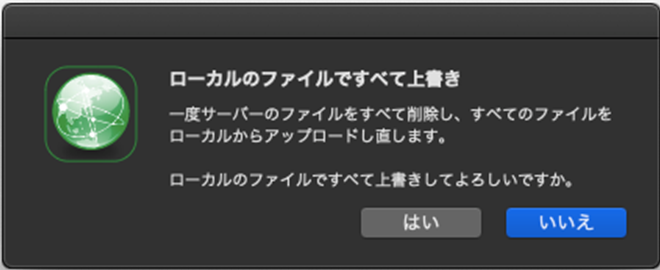 ローカルのファイルですべて上書き
一度サーバーのファイルをすべて削除し、すべてのファイルを
ローカルからアップロードし直します。
ローカルのファイルですべて上書きしてよろしいですか。
はい
いいえ